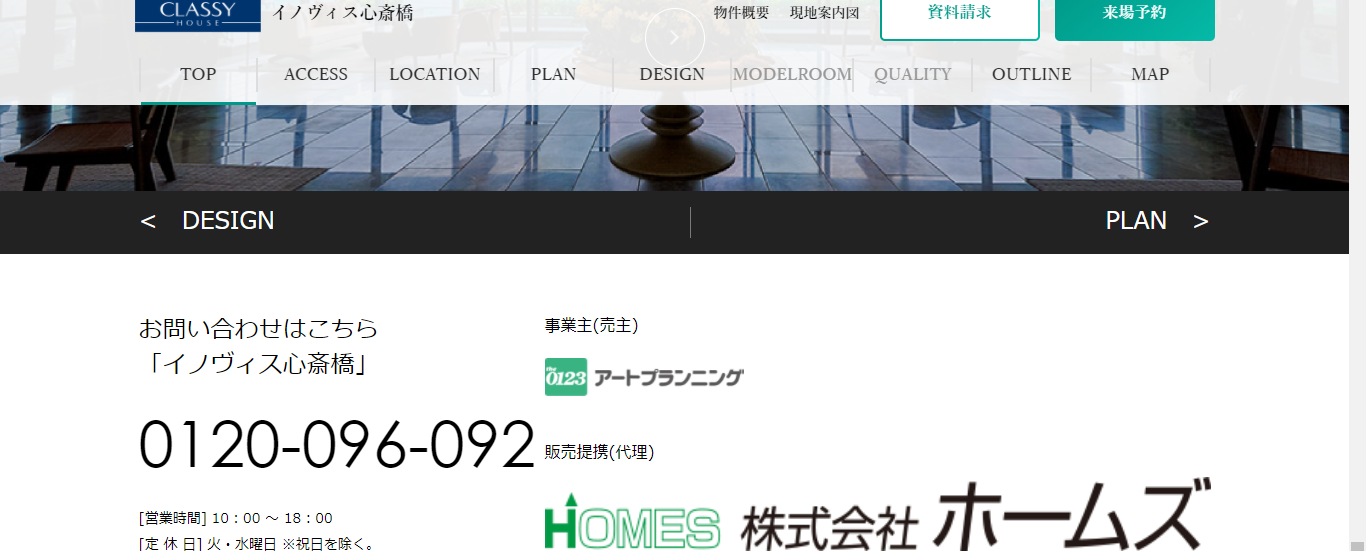 CLASSY
HOUSE
イノヴィス心斎橋
物件概要 現地案内図
資料請求
来場予約
TOP ACCESS LOCATION PLAN DESIGN MODELROOM QUALITY OUTLINE MAP
< DESIGN
PLAN >
お問い合わせはこちら
「イノヴィス心斎橋」
0120-096-092
[営業時間] 10：00 ～ 18：00
[定 休 日] 火・水曜日 ※祝日を除く。
事業主(売主)
the 0123 アートプランニング
販売提携(代理)
HOMES 株式会社ホームズ